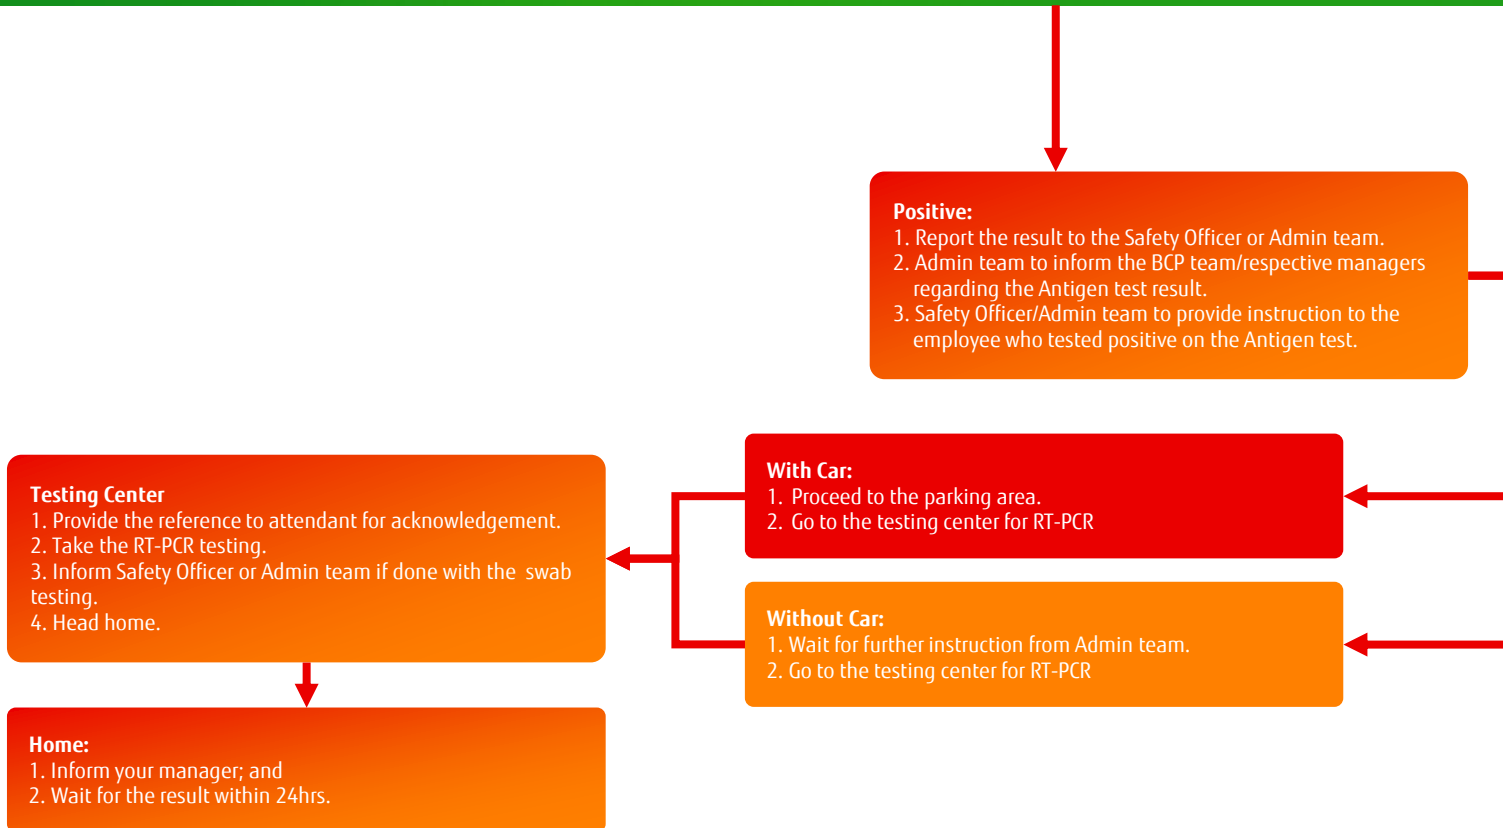 Positive:
1. Report the result to the Safety Officer or Admin team.
2. Admin team to inform the BCP team/respective managers
regarding the Antigen test result.
3. Safety Officer/Admin team to provide instruction to the
employee who tested positive on the Antigen test.
With Car:
1. Proceed to the parking area.
2. Go to the testing center for RT-PCR
Without Car:
1. Wait for further instruction from Admin team.
2. Go to the testing center for RT-PCR
Testing Center
1. Provide the reference to attendant for acknowledgement.
2. Take the RT-PCR testing.
3. Inform Safety Officer or Admin team if done with the swab
testing.
4. Head home.
Home:
1. Inform your manager; and
2. Wait for the result within 24hrs.